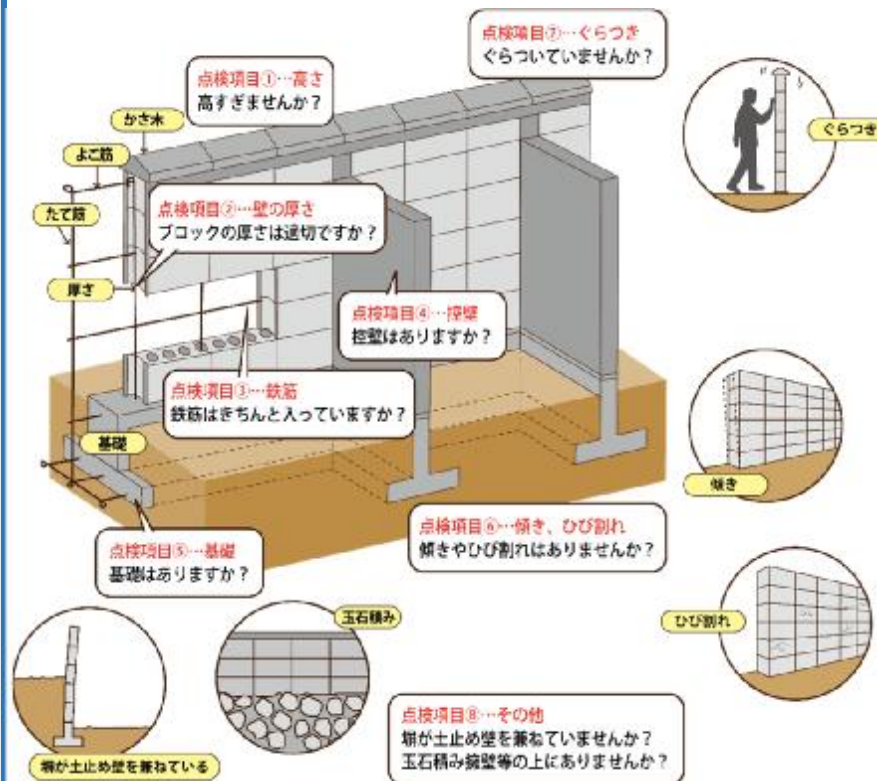 点検項目①…高さ
高すぎませんか？
点検項目⑦…ぐらつき
ぐらついていませんか？
かさ木
よこ筋
たて筋
ぐらつき
点検項目②…壁の厚さ
ブロックの厚さは適切ですか？
厚さ
点検項目④…控壁
控壁はありますか？
点検項目③…鉄筋
鉄筋はきちんと入っていますか？
基礎
傾き
点検項目⑥…傾き、ひび割れ
傾きやひび割れはありませんか？
点検項目⑤…基礎
基礎はありますか？
玉石積み
ひび割れ
点検項目⑧…その他
塀が土止め壁を兼ねていませんか？
玉石積み擁壁等の上にありませんか？
塀が土止め壁を兼ねている